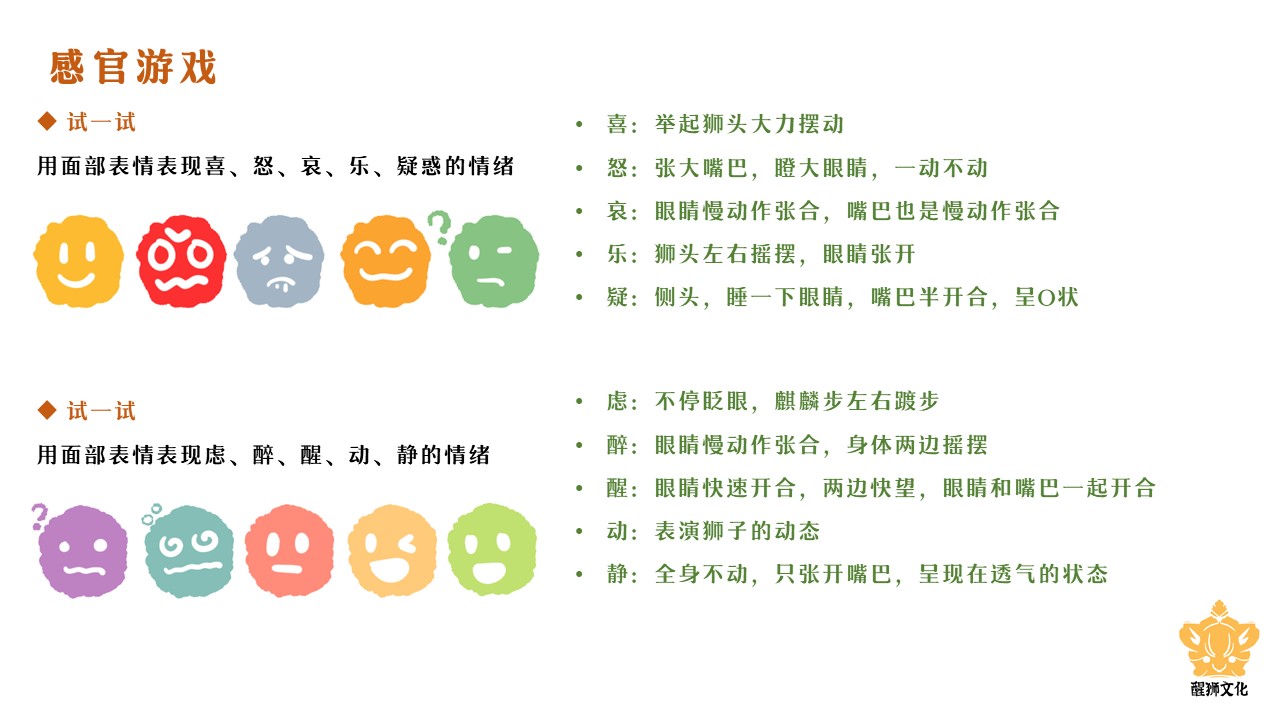 感官游戏
◆ 试一试
用面部表情表现喜、怒、哀、乐、疑惑的情绪
?
• 喜：举起狮头大力摆动
• 怒：张大嘴巴，瞪大眼睛，一动不动
• 哀：眼睛慢动作张合，嘴巴也是慢动作张合
• 乐：狮头左右摇摆，眼睛张开
• 疑：侧头，睡一下眼睛，嘴巴半开合，呈O状
◆ 试一试
用面部表情表现虑、醉、醒、动、静的情绪
?
• 虑：不停眨眼，麒麟步左右踱步
• 醉：眼睛慢动作张合，身体两边摇摆
• 醒：眼睛快速开合，两边快望，眼睛和嘴巴一起开合
• 动：表演狮子的动态
• 静：全身不动，只张开嘴巴，呈现在透气的状态
醒狮文化